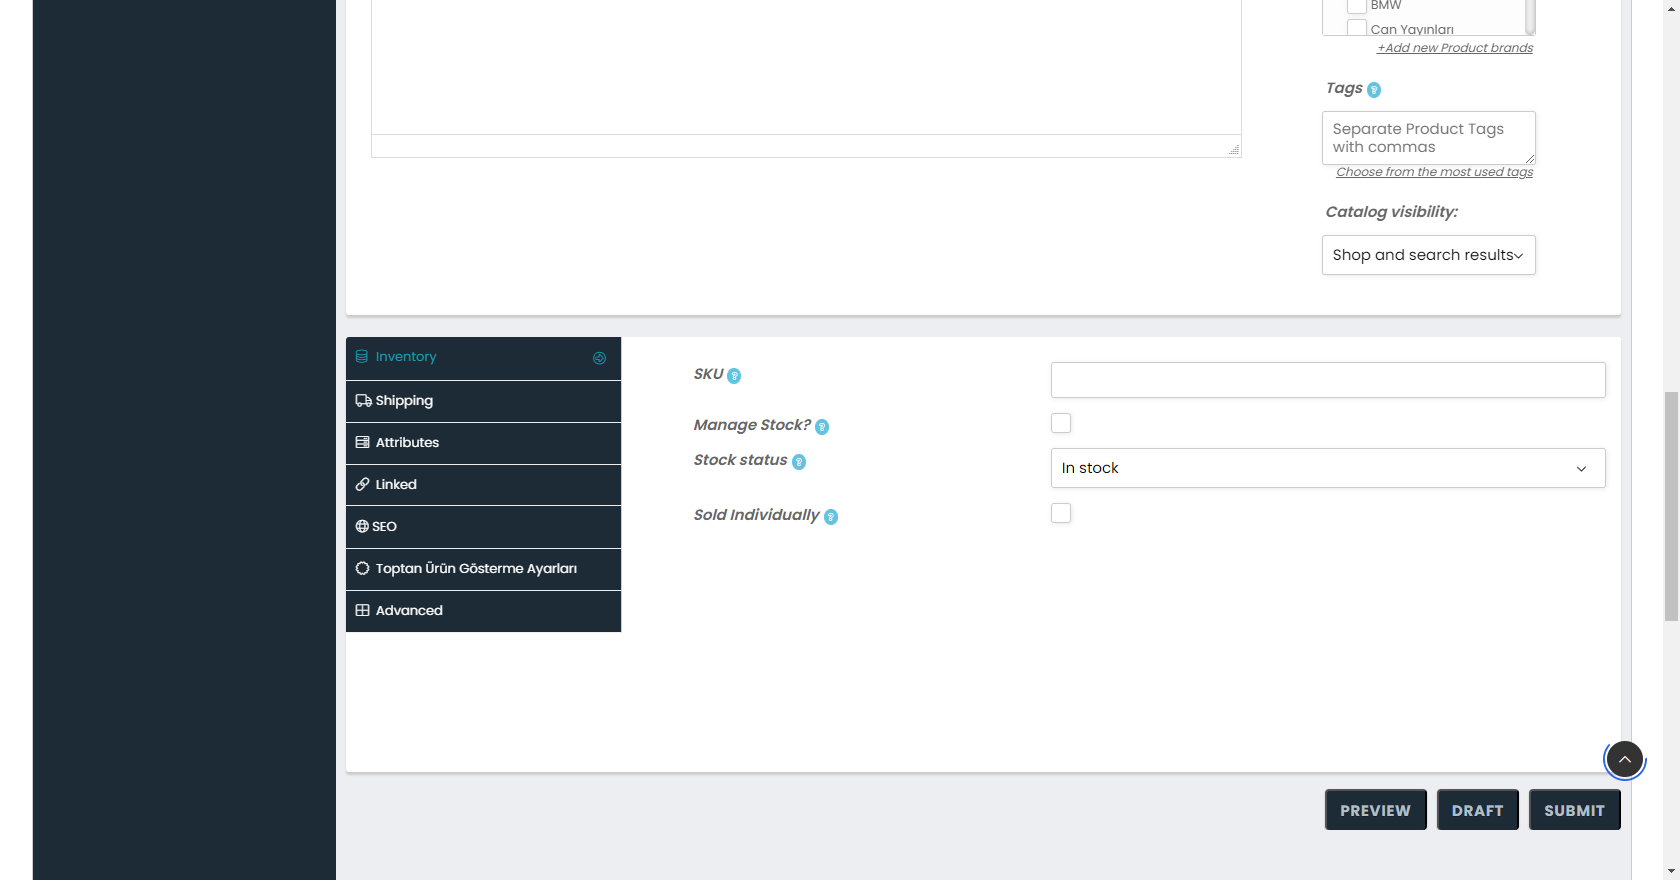 BMW
Can Yayınları
+Add new Product brands
Tags
Separate Product Tags
with commas
Choose from the most used tags
Catalog visibility:
Shop and search results
Inventory
Shipping
Attributes
Linked
SEO
Toptan Ürün Gösterme Ayarları
Advanced
SKU
Manage Stock?
Stock status
In stock
Sold Individually
PREVIEW
DRAFT
SUBMIT